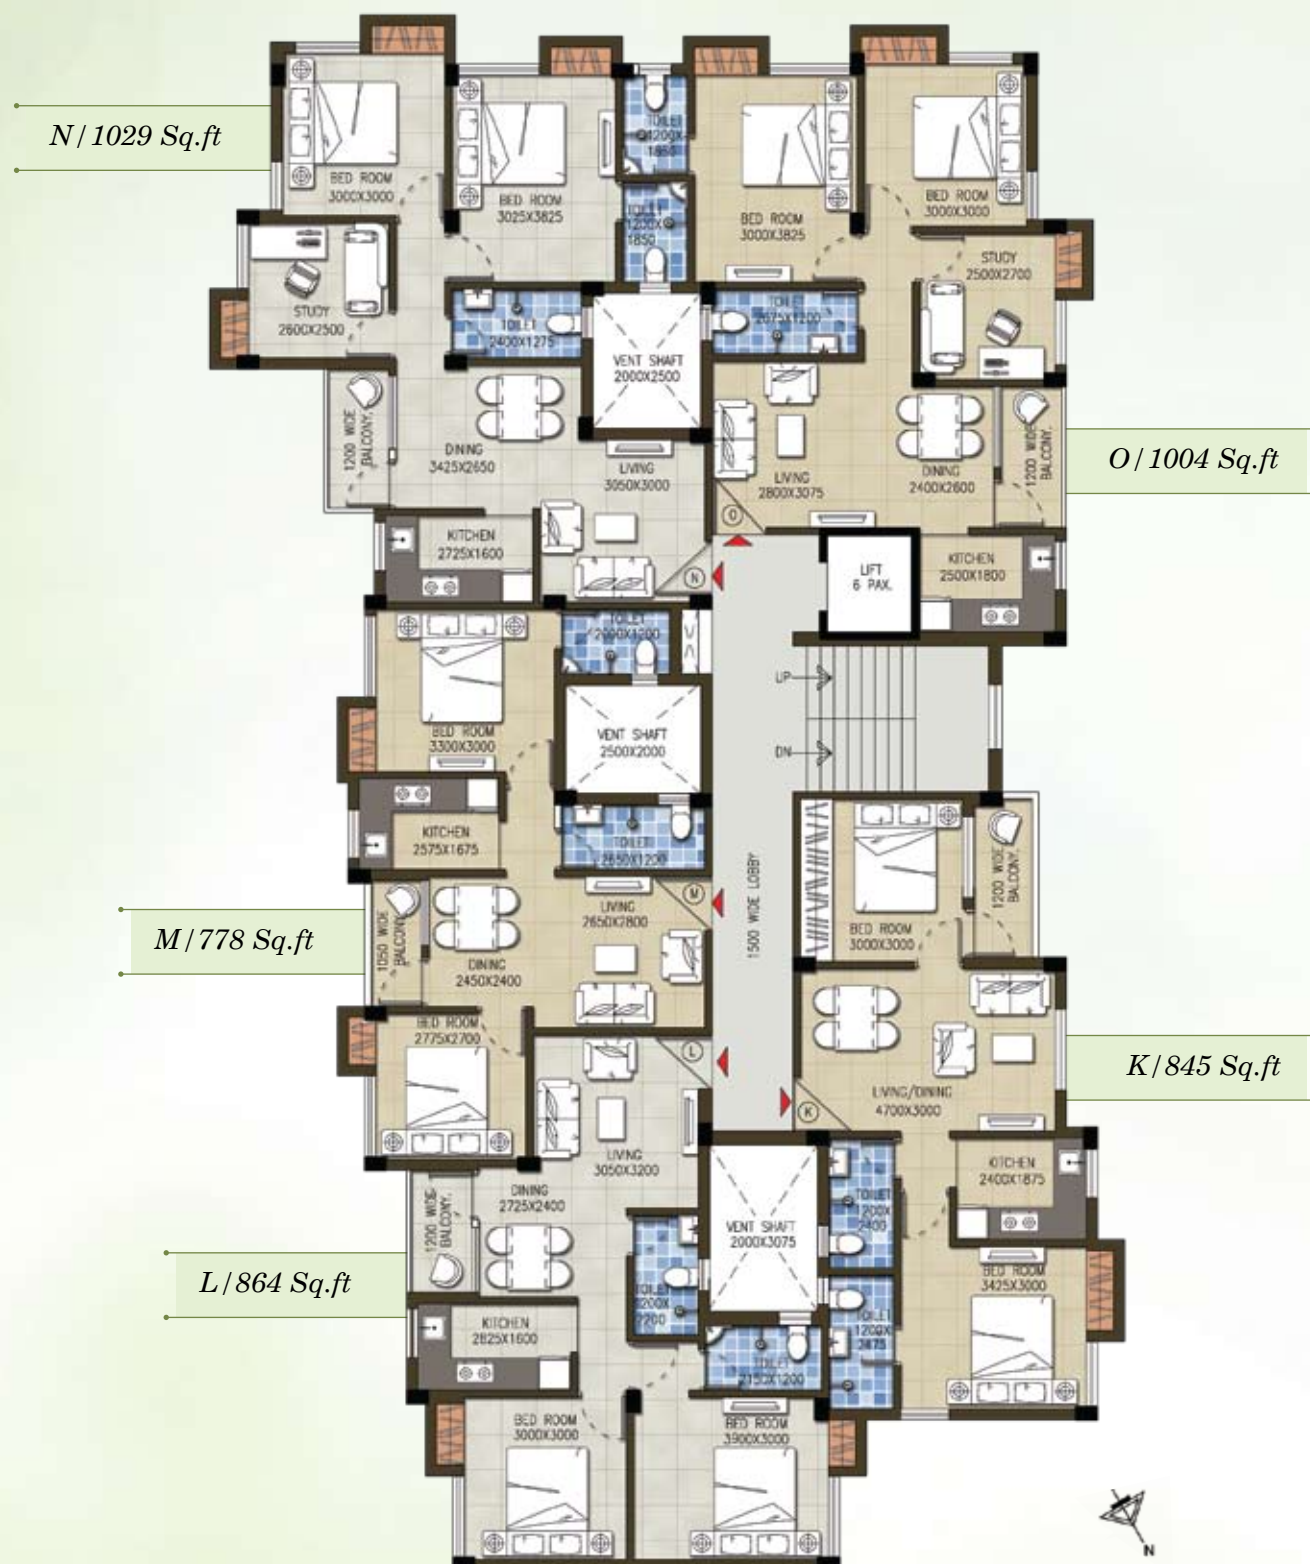 N/1029 Sq.ft
BED ROOM
3000X3000
BED ROOM
3025X3825
TOILET
1200X
1850
TOILET
1200X
1850
BED ROOM
3000X3825
BED ROOM
3000X3000
STUDY
2500X2700
STUDY
2600X2500
TOILET
2400X1275
VENT SHAFT
2000X2500
TOILET
2675X1200
1200 WIDE
BALCONY.
DINING
3425X2650
LIVING
3050X3000
LIVING
2800X3075
DINING
2400X2600
1200 WIDE
BALCONY.
O/1004 Sq.ft
O
KITCHEN
2725X1600
N
LIFT
6 PAX.
KITCHEN
2500X1800
TOILET
2000X1200
UP
BED ROOM
3300X3000
VENT SHAFT
2500X2000
DN
KITCHEN
2575X1675
TOILET
2650X1200
1500 WIDE LOBBY
1200 WIDE
BALCONY.
BED ROOM
3000X3000
M
M/778 Sq.ft
1050 WIDE
BALCONY
LIVING
2650X2800
DINING
2450X2400
BED ROOM
2775X2700
L
K/845 Sq.ft
LIVING/DINING
4700X3000
K
LIVING
3050X3200
DINING
2725X2400
1200 WIDE
BALCONY.
VENT SHAFT
2000X3075
TOILET
1200X
2400
KITCHEN
2400X1875
L/864 Sq.ft
TOILET
1200X
2200
KITCHEN
2825X1600
TOILET
2150X1200
TOILET
1200X
2475
BED ROOM
3425X3000
BED ROOM
3000X3000
BED ROOM
3900X3000
N